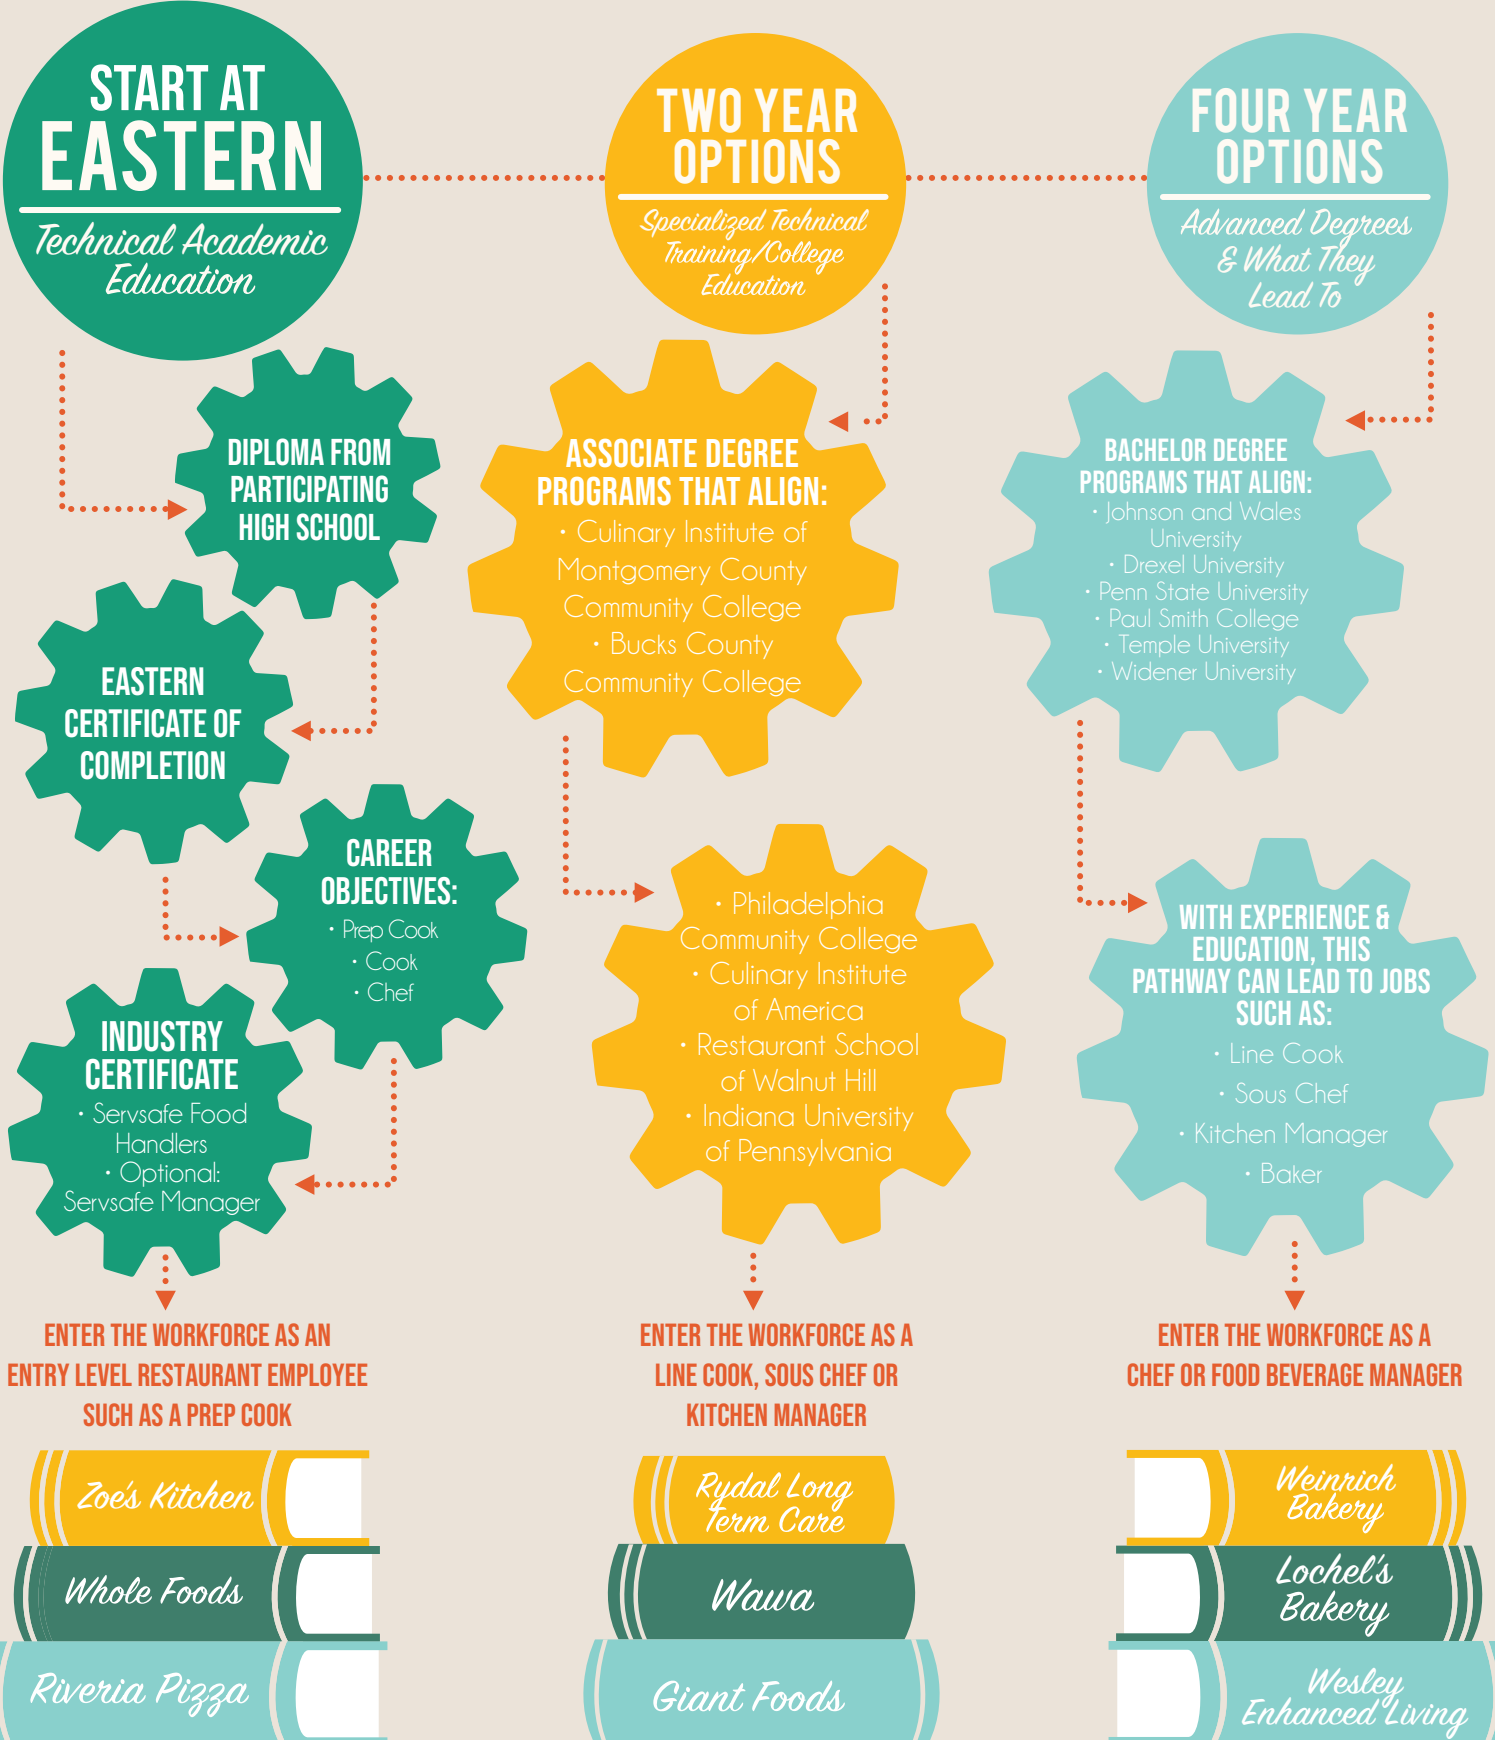 START AT
EASTERN
Technical Academic
Education
DIPLOMA FROM
PARTICIPATING
HIGH SCHOOL
EASTERN
CERTIFICATE OF
COMPLETION
CAREER
OBJECTIVES:
• Prep Cook
• Cook
• Chef
INDUSTRY
CERTIFICATE
• Servsafe Food
Handlers
• Optional:
Servsafe Manager
ENTER THE WORKFORCE AS AN
ENTRY LEVEL RESTAURANT EMPLOYEE
SUCH AS A PREP COOK
Zoe's Kitchen
Whole Foods
Riveria Pizza
TWO YEAR
OPTIONS
Specialized Technical
Training/College
Education
ASSOCIATE DEGREE
PROGRAMS THAT ALIGN:
• Culinary Institute of
Montgomery County
Community College
• Bucks County
Community College
• Philadelphia
Community College
• Culinary Institute
of America
• Restaurant School
of Walnut Hill
• Indiana University
of Pennsylvania
ENTER THE WORKFORCE AS A
LINE COOK, SOUS CHEF OR
KITCHEN MANAGER
Rydal Long
Term Care
Wawa
Giant Foods
FOUR YEAR
OPTIONS
Advanced Degrees
& What They
Lead To
BACHELOR DEGREE
PROGRAMS THAT ALIGN:
• Johnson and Wales
University
• Drexel University
• Penn State University
• Paul Smith College
• Temple University
• Widener University
WITH EXPERIENCE &
EDUCATION, THIS
PATHWAY CAN LEAD TO JOBS
SUCH AS:
• Line Cook
• Sous Chef
• Kitchen Manager
• Baker
ENTER THE WORKFORCE AS A
CHEF OR FOOD BEVERAGE MANAGER
Weinrich
Bakery
Lochel's
Bakery
Wesley
Enhanced Living